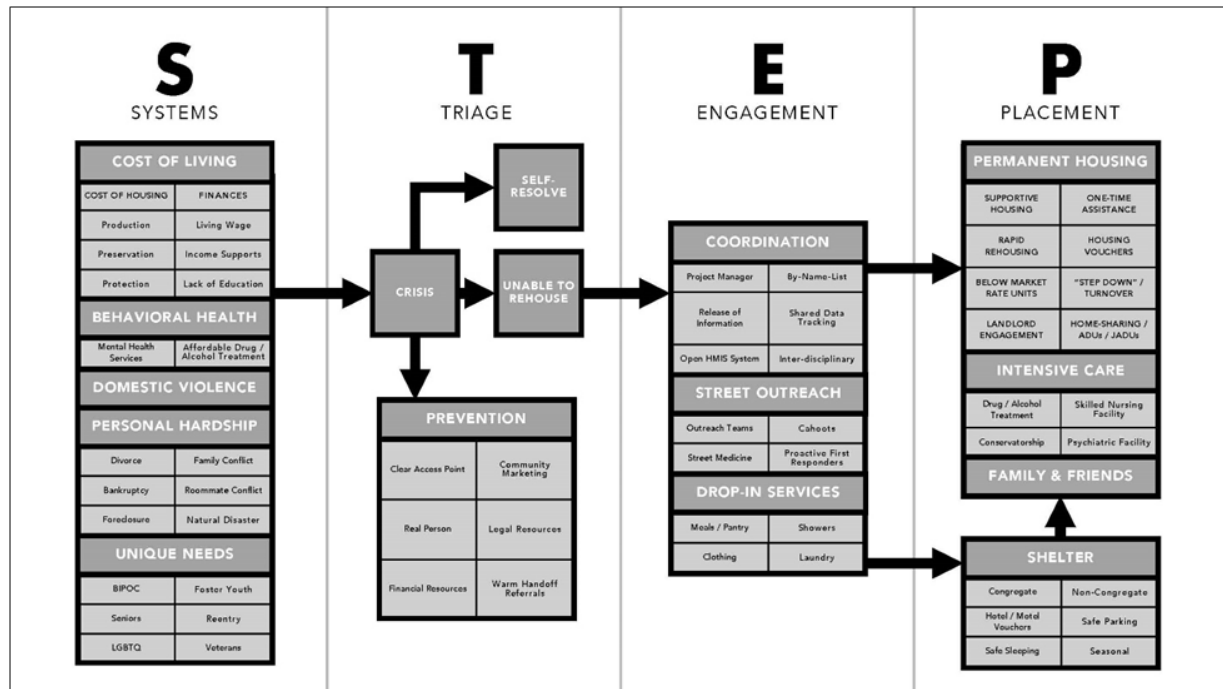 S
SYSTEMS
COST OF LIVING
COST OF HOUSING
FINANCES
Production
Living Wage
Preservation
Income Supports
Protection
Lack of Education
BEHAVIORAL HEALTH
Mental Health
Services
Affordable Drug /
Alcohol Treatment
DOMESTIC VIOLENCE
PERSONAL HARDSHIP
Divorce
Family Conflict
Bankruptcy
Roommate Conflict
Foreclosure
Natural Disaster
UNIQUE NEEDS
BIPOC
Foster Youth
Seniors
Reentry
LGBTQ
Veterans
T
TRIAGE
SELF-
RESOLVE
CRISIS
UNABLE TO
REHOUSE
PREVENTION
Clear Access Point
Community
Marketing
Real Person
Legal Resources
Financial Resources
Warm Handoff
Referrals
E
ENGAGEMENT
COORDINATION
Project Manager
By-Name-List
Release of
Information
Shared Data
Tracking
Open HMIS System
Inter-disciplinary
STREET OUTREACH
Outreach Teams
Cahoots
Street Medicine
Proactive First
Responders
DROP-IN SERVICES
Meals / Pantry
Showers
Clothing
Laundry
P
PLACEMENT
PERMANENT HOUSING
SUPPORTIVE
HOUSING
ONE-TIME
ASSISTANCE
RAPID
REHOUSING
HOUSING
VOUCHERS
BELOW MARKET
RATE UNITS
"STEP DOWN" /
TURNOVER
LANDLORD
ENGAGEMENT
HOME-SHARING /
ADUs / JADUs
INTENSIVE CARE
Drug / Alcohol
Treatment
Skilled Nursing
Facility
Conservatorship
Psychiatric Facility
FAMILY & FRIENDS
SHELTER
Congregate
Non-Congregate
Hotel / Motel
Vouchers
Safe Parking
Safe Sleeping
Seasonal